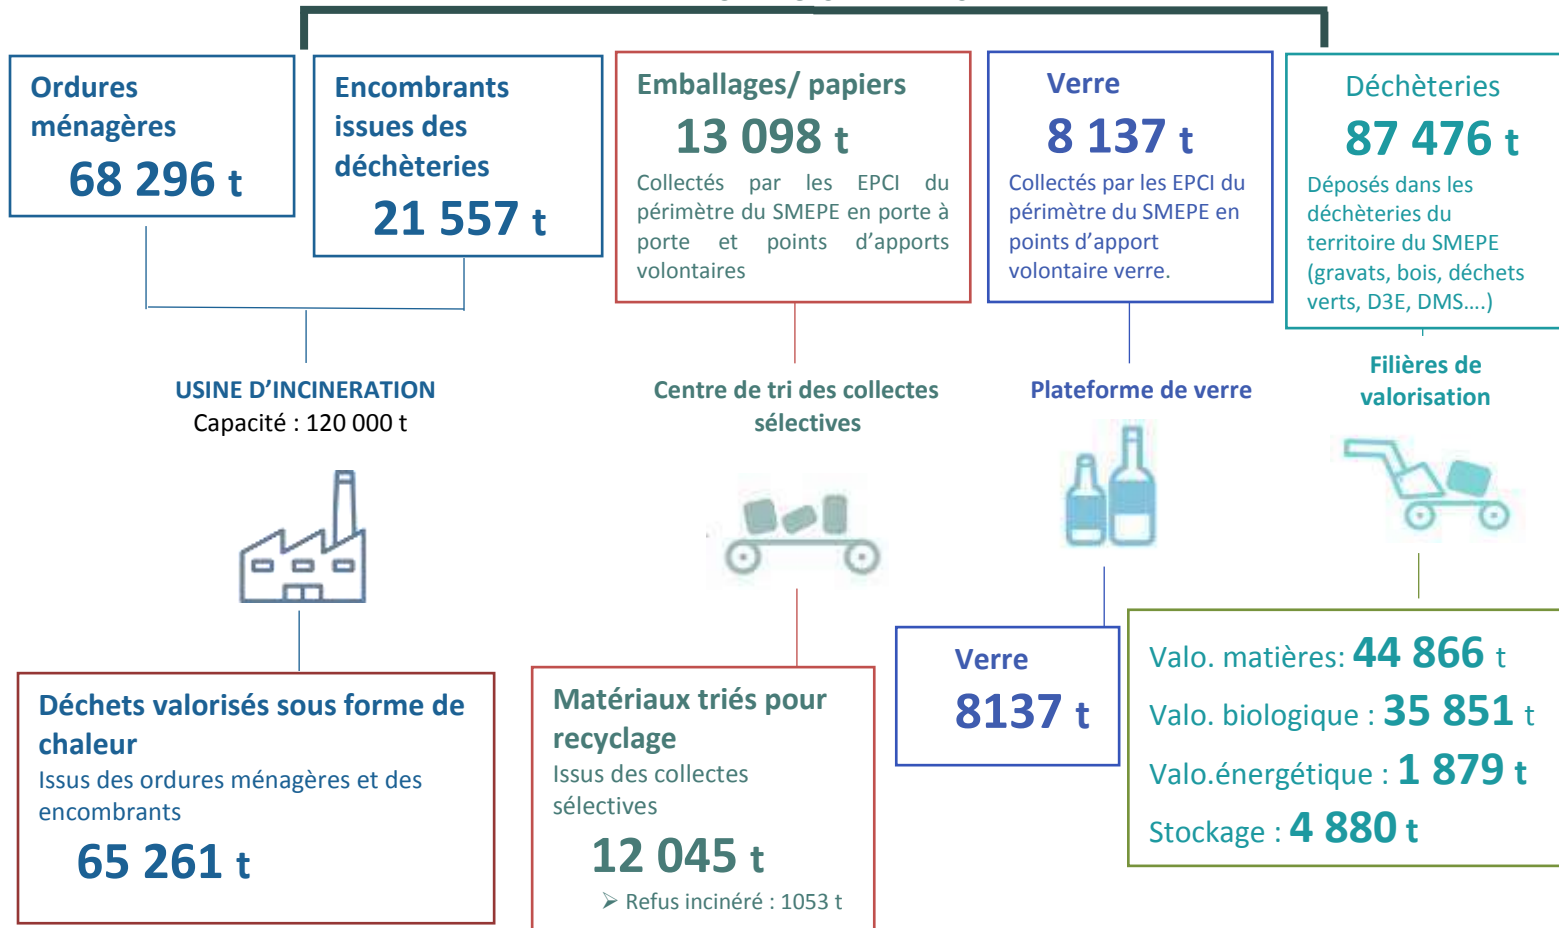 Ordures
ménagères
68 296 t
Encombrants
issues des
déchèteries
21 557 t
Emballages/ papiers
13 098 t
Collectés par les EPCI du
périmètre du SMEPE en porte à
porte et points d’apports
volontaires
Verre
8 137 t
Collectés par les EPCI du
périmètre du SMEPE en
points d’apport
volontaire verre.
Déchèteries
87 476 t
Déposés dans les
déchèteries du
territoire du SMEPE
(gravats, bois, déchets
verts, D3E, DMS....)
USINE D’INCINERATION
Capacité : 120 000 t
Centre de tri des collectes
sélectives
Plateforme de verre
Filières de
valorisation
Déchets valorisés sous forme de
chaleur
Issus des ordures ménagères et des
encombrants
65 261 t
Matériaux triés pour
recyclage
Issus des collectes
sélectives
12 045 t
➢ Refus incinéré : 1053 t
Verre
8137 t
Valo. matières: 44 866 t
Valo. biologique : 35 851 t
Valo.énergétique : 1 879 t
Stockage : 4 880 t